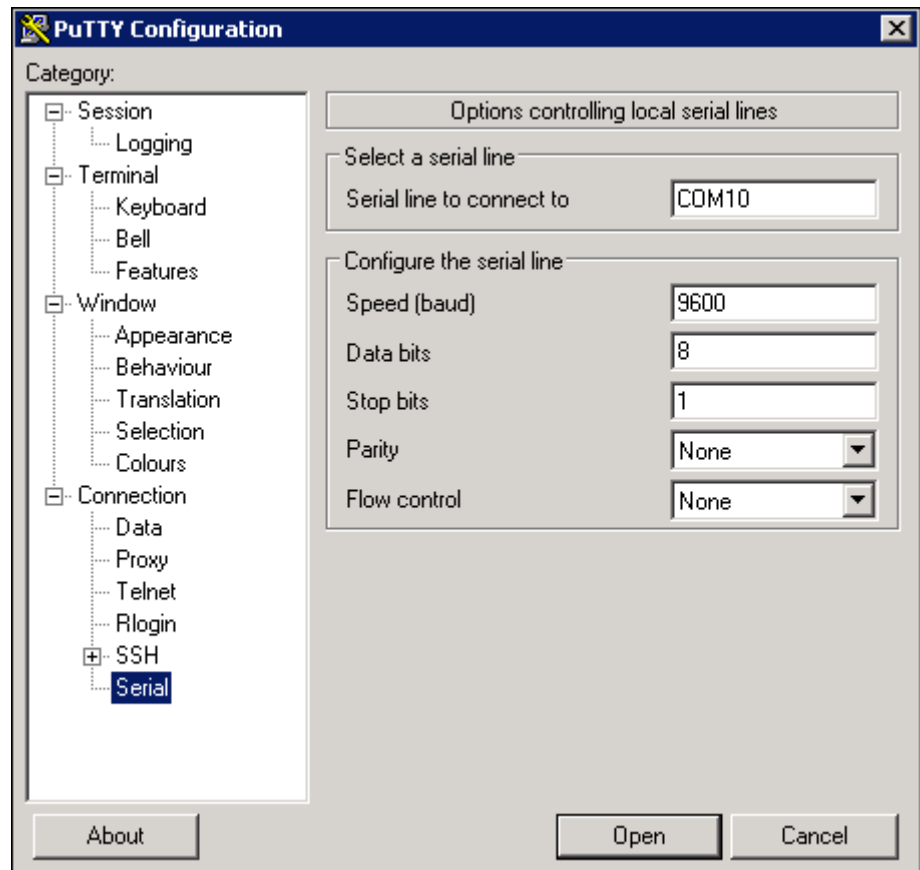 PuTTY Configuration
Category:
Session
Logging
Terminal
Keyboard
Bell
Features
Window
Appearance
Behaviour
Translation
Selection
Colours
Connection
Data
Proxy
Telnet
Rlogin
SSH
Serial
Options controlling local serial lines
Select a serial line
Serial line to connect to COM10
Configure the serial line
Speed (baud) 9600
Data bits 8
Stop bits 1
Parity None
Flow control None
About Open Cancel